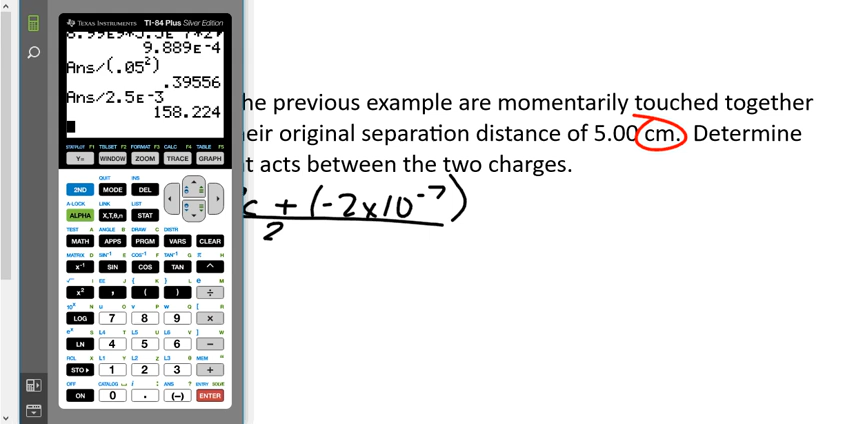 TEXAS INSTRUMENTS TI-84 Plus Silver Edition
9.889E-4
Ans/(.05²)
.39556
Ans/2.5E-3
158.224
he previous example are momentarily touched together
eir original separation distance of 5.00 cm. Determine
t acts between the two charges.
c + (-2x10⁻⁷)
2
STATPLOT F1 TBLSET F2 FORMAT F3 CALC F4 TABLE F5
Y= WINDOW ZOOM TRACE GRAPH
QUIT INS
2ND MODE DEL
A-LOCK LINK LIST
ALPHA X,T,θ,n STAT
TEST A ANGLE B DRAW C DISTR
MATH APPS PRGM VARS CLEAR
MATRIX D SIN⁻¹ E COS⁻¹ F TAN⁻¹ G π H
x⁻¹ SIN COS TAN ^
√ I EE J { K } L e M
x² , ( ) ÷
10ˣ N u O v P w Q [ R
LOG 7 8 9 ×
eˣ S L4 T L5 U L6 V ] W
LN 4 5 6 −
RCL X L1 Y L2 Z L3 θ MEM "
STO▶ 1 2 3 +
OFF CATALOG i : ANS ? ENTRY SOLVE
ON 0 . (−) ENTER